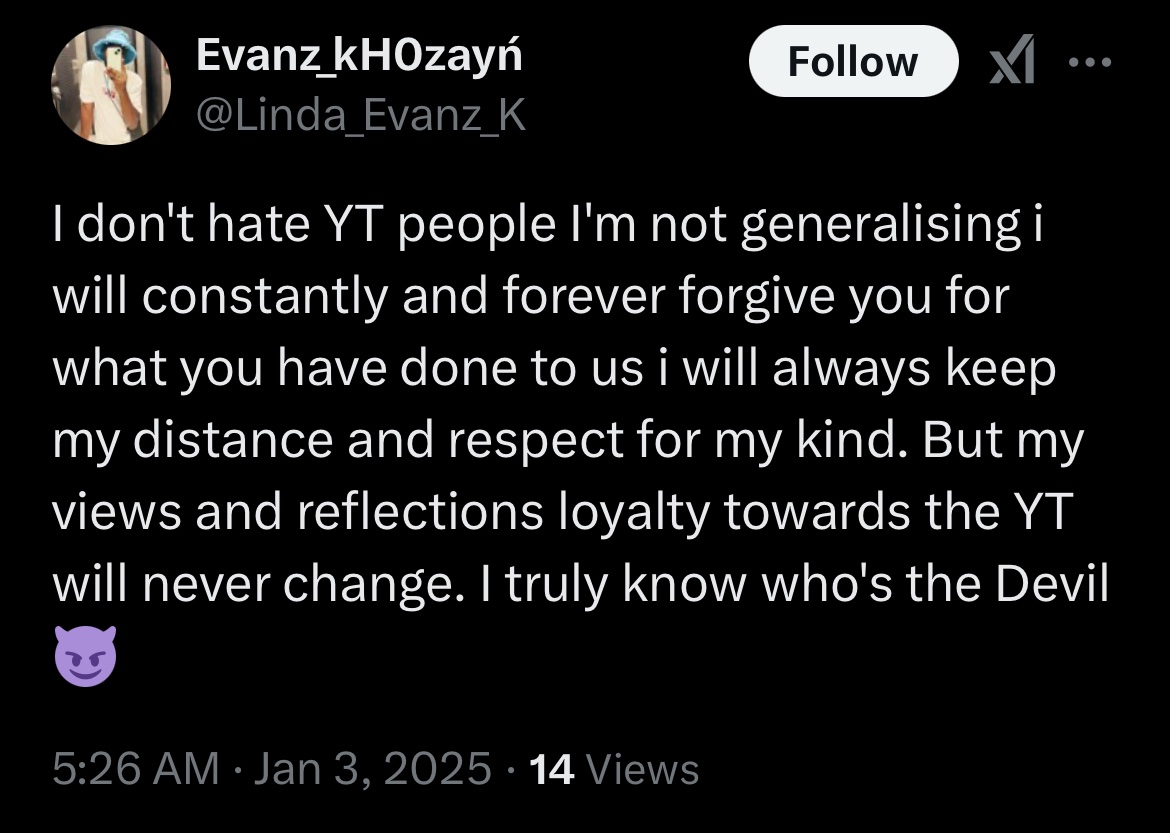 Evanz_kH0zayń
@Linda_Evanz_K
Follow
I don't hate YT people I'm not generalising i
will constantly and forever forgive you for
what you have done to us i will always keep
my distance and respect for my kind. But my
views and reflections loyalty towards the YT
will never change. I truly know who's the Devil
😈
5:26 AM · Jan 3, 2025 · 14 Views